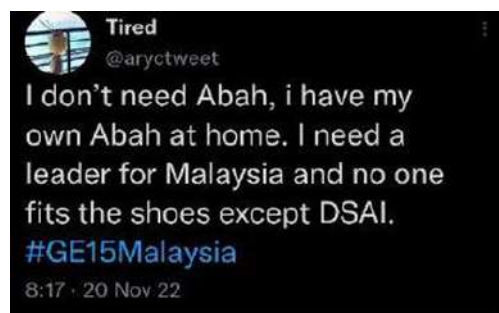 Tired
@aryctweet
I don't need Abah, i have my
own Abah at home. I need a
leader for Malaysia and no one
fits the shoes except DSAI.
#GE15Malaysia
8:17 · 20 Nov 22